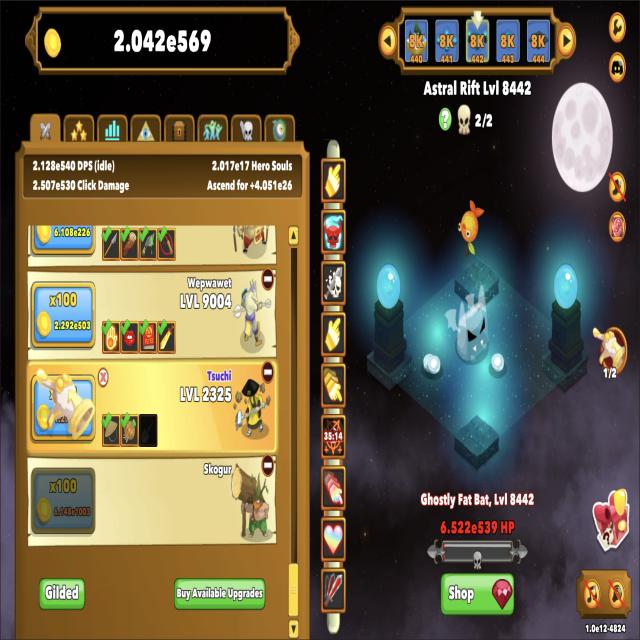 2.042e569
8K 8K 8K 8K 8K
440 441 442 443 444
Astral Rift Lvl 8442
2/2
2.128e540 DPS (idle)
2.017e17 Hero Souls
2.507e530 Click Damage
Ascend for +4.051e26
6.108e226
Wepwawet
LVL 9004
x100
2.292e503
Tsuchi
LVL 2325
Skogur
x100
35:14
1/2
Ghostly Fat Bat, Lvl 8442
6.522e539 HP
Gilded
Buy Available Upgrades
Shop
1.0e12-4824